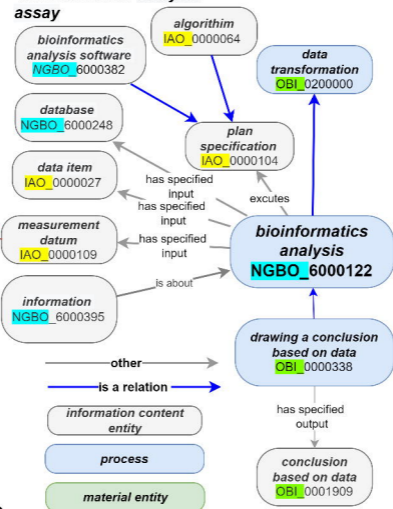 assay
bioinformatics
analysis software
NGBO_6000382
algorithim
IAO_0000064
data
transformation
OBI_0200000
database
NGBO_6000248
plan
specification
IAO_0000104
data item
IAO_0000027
has specified
input
has specified
input
excutes
measurement
datum
IAO_0000109
has specified
input
bioinformatics
analysis
NGBO_6000122
is about
information
NGBO_6000395
drawing a conclusion
based on data
OBI_0000338
other
is a relation
has specified
output
information content
entity
process
material entity
conclusion
based on data
OBI_0001909